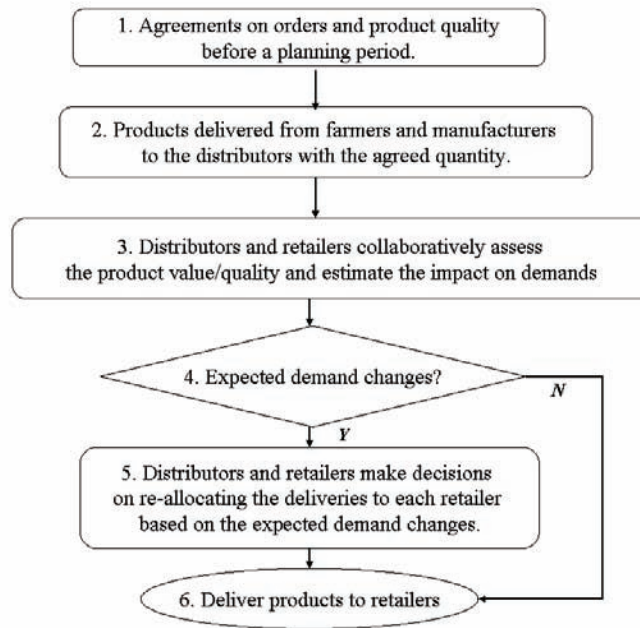 1. Agreements on orders and product quality
before a planning period.
2. Products delivered from farmers and manufacturers
to the distributors with the agreed quantity.
3. Distributors and retailers collaboratively assess
the product value/quality and estimate the impact on demands
4. Expected demand changes?
N
Y
5. Distributors and retailers make decisions
on re-allocating the deliveries to each retailer
based on the expected demand changes.
6. Deliver products to retailers